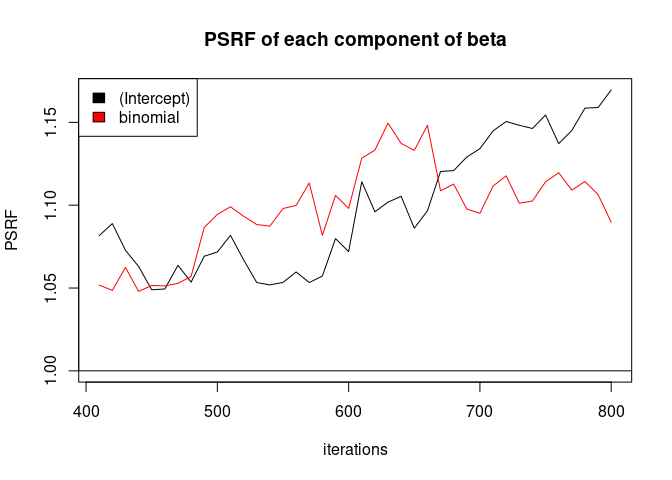 PSRF of each component of beta
(Intercept)
binomial
PSRF
1.15
1.10
1.05
1.00
400 500 600 700 800
iterations